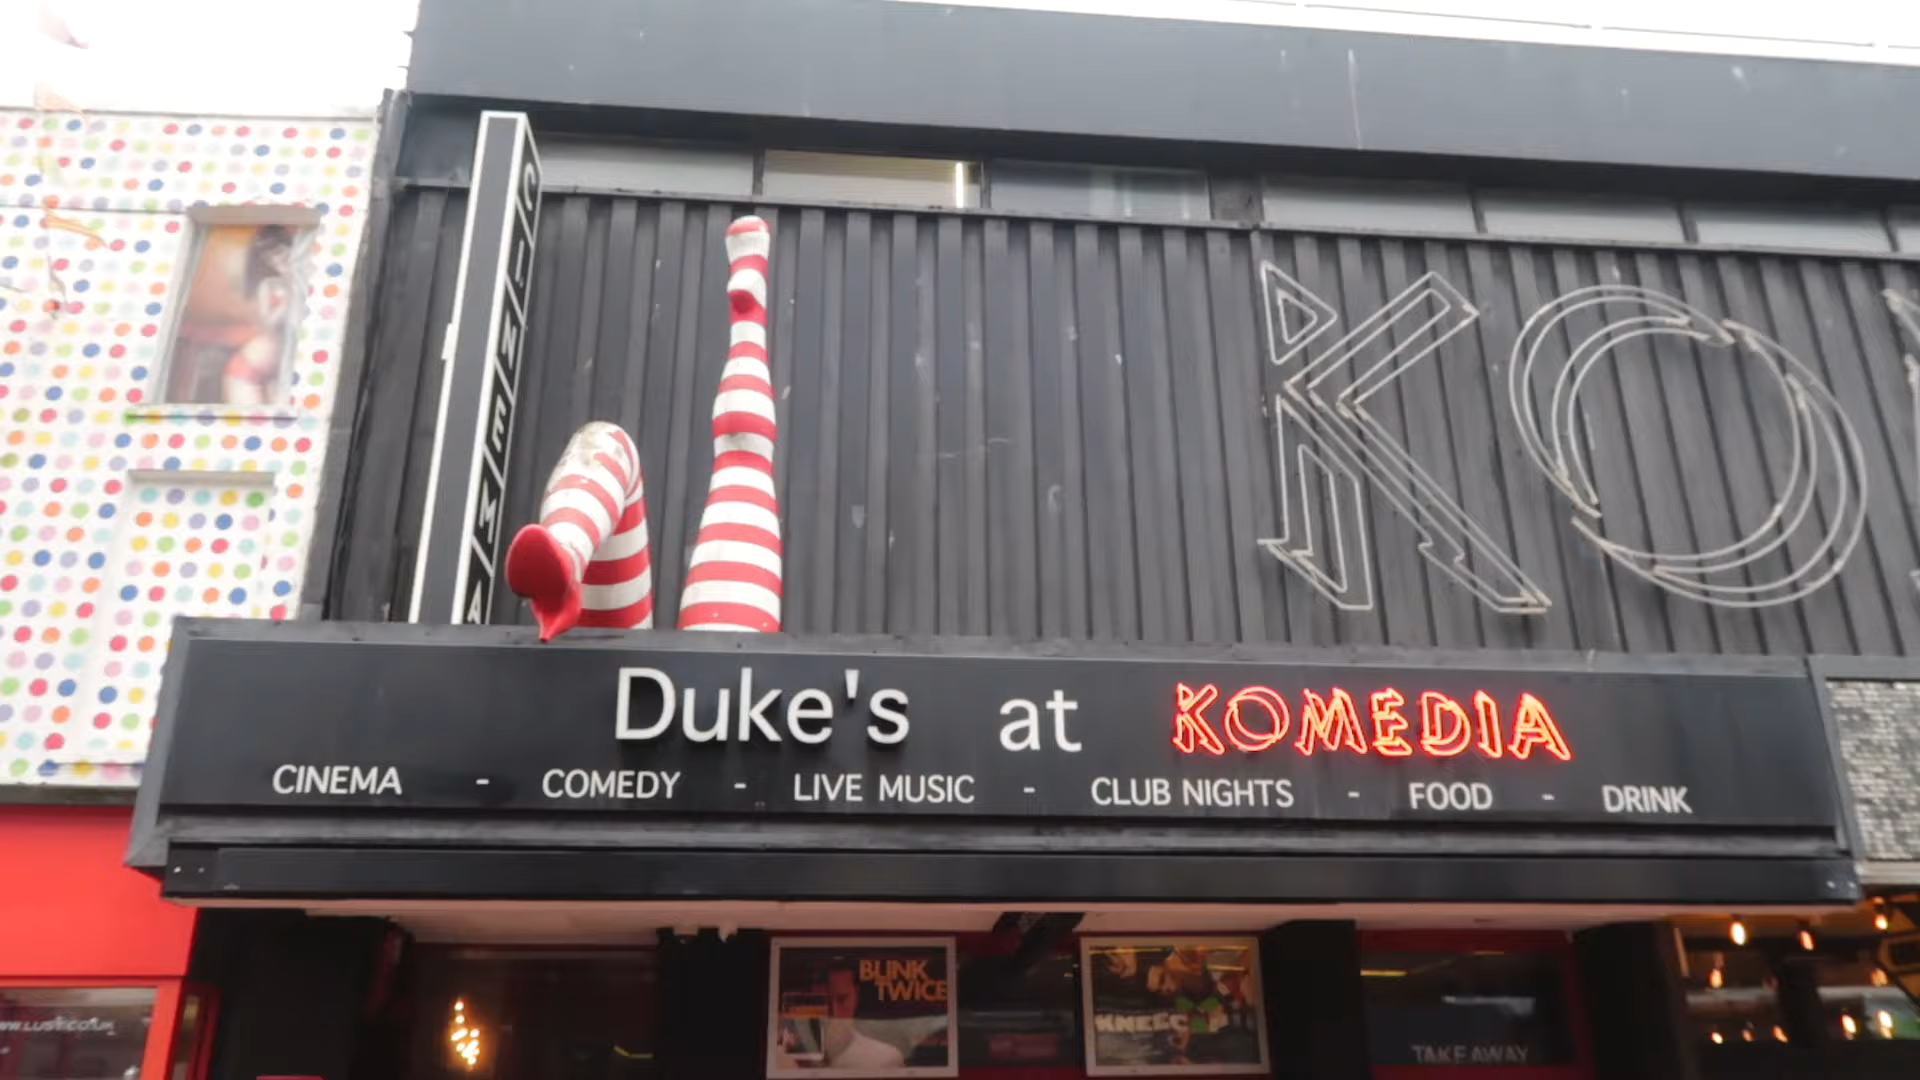 CINEMA
KO
Duke's at KOMEDIA
CINEMA - COMEDY - LIVE MUSIC - CLUB NIGHTS - FOOD - DRINK
BLINK
TWICE
KNEECAP
TAKE AWAY